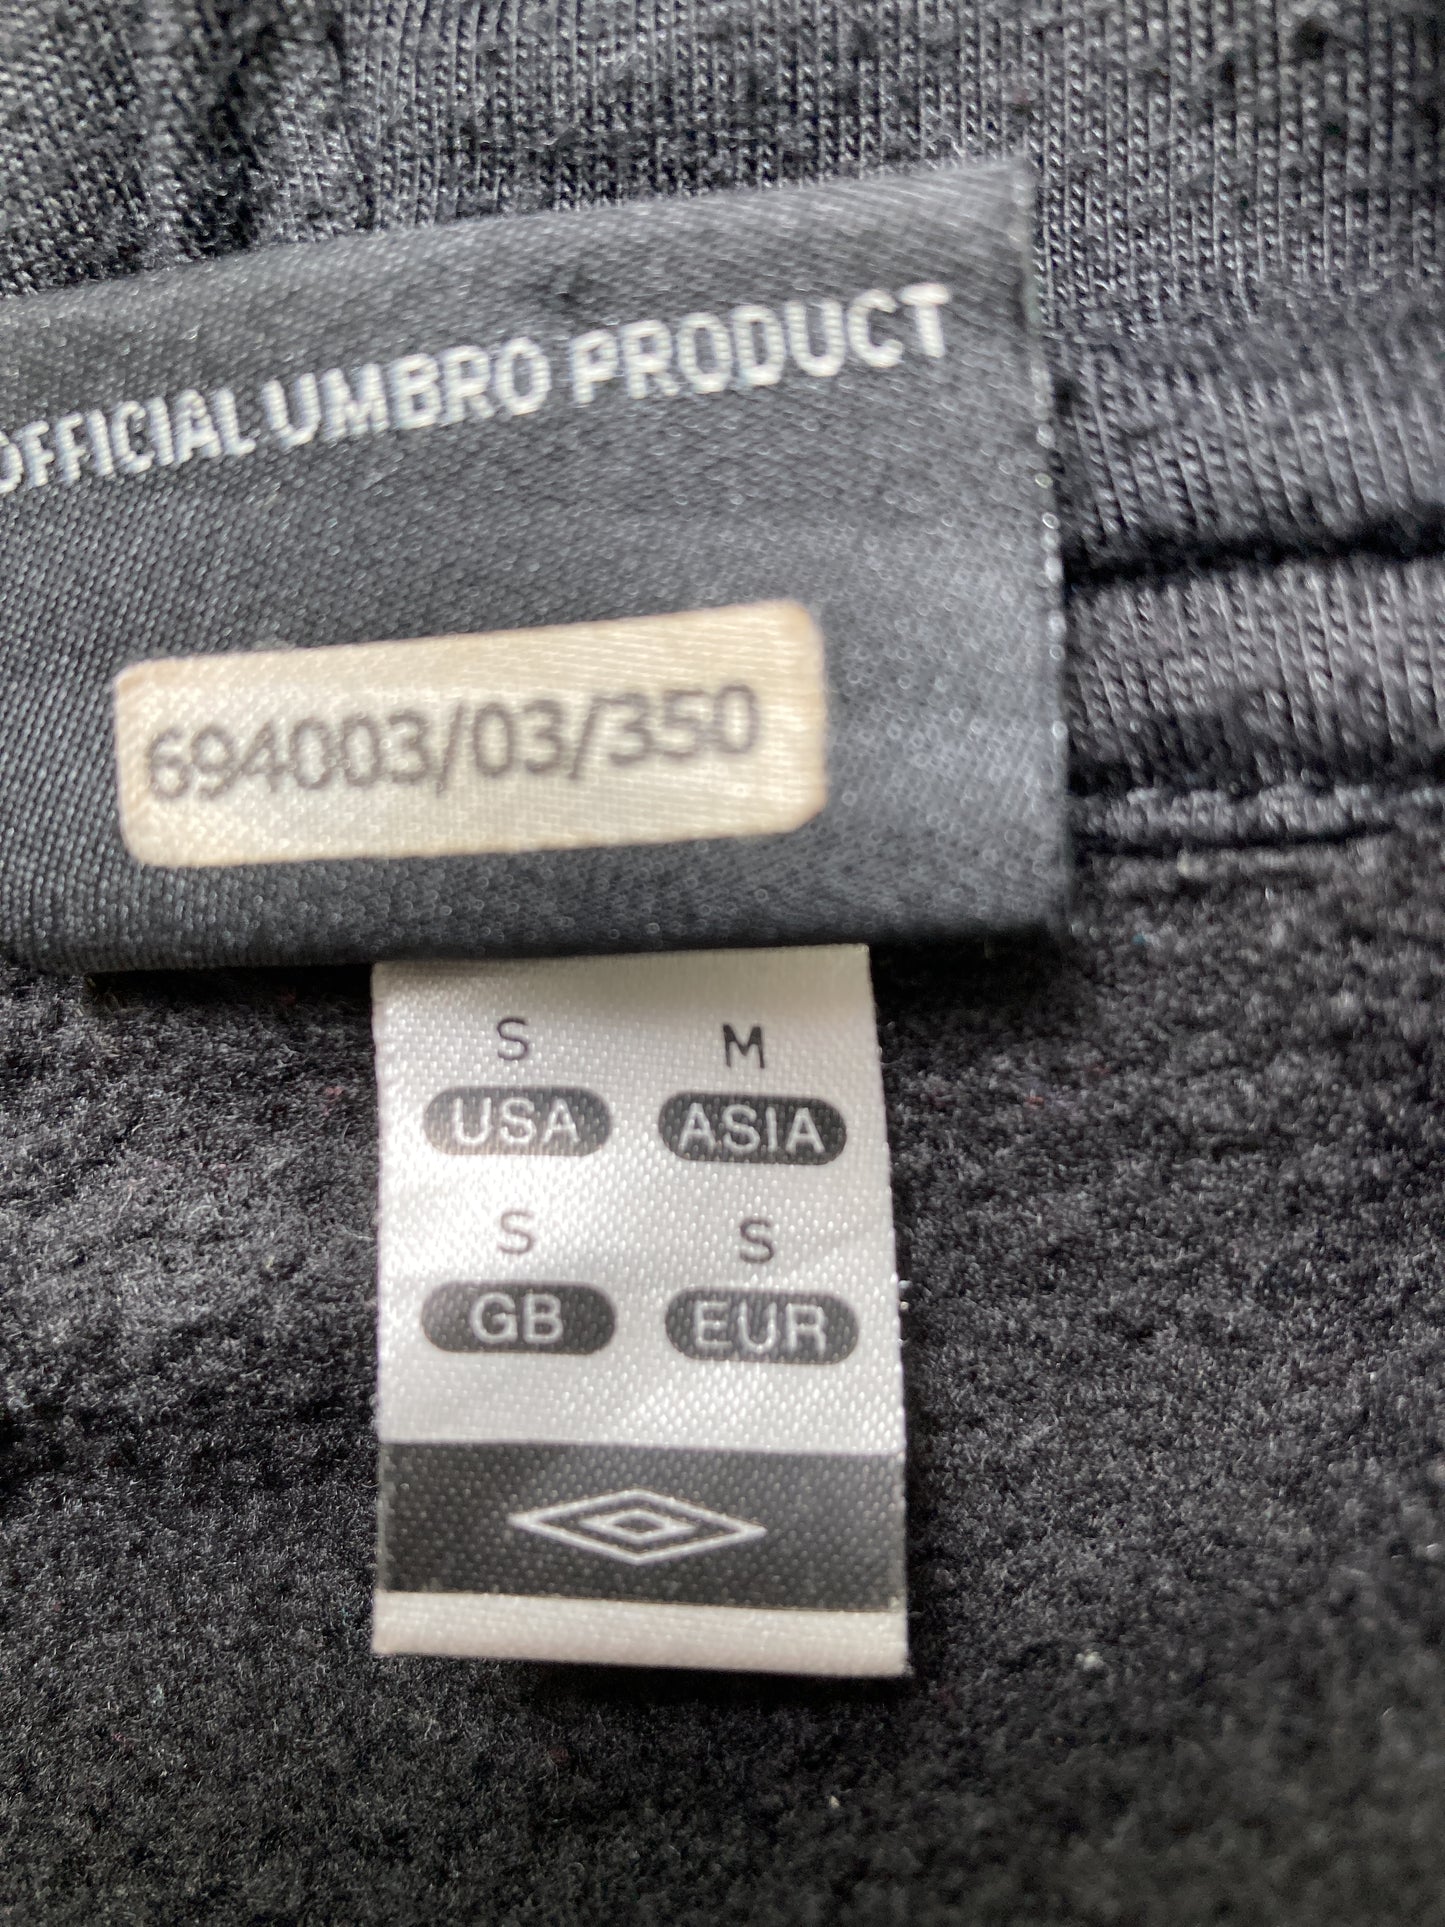 OFFICIAL UMBRO PRODUCT
694003/03/350
S M
USA ASIA
S S
GB EUR